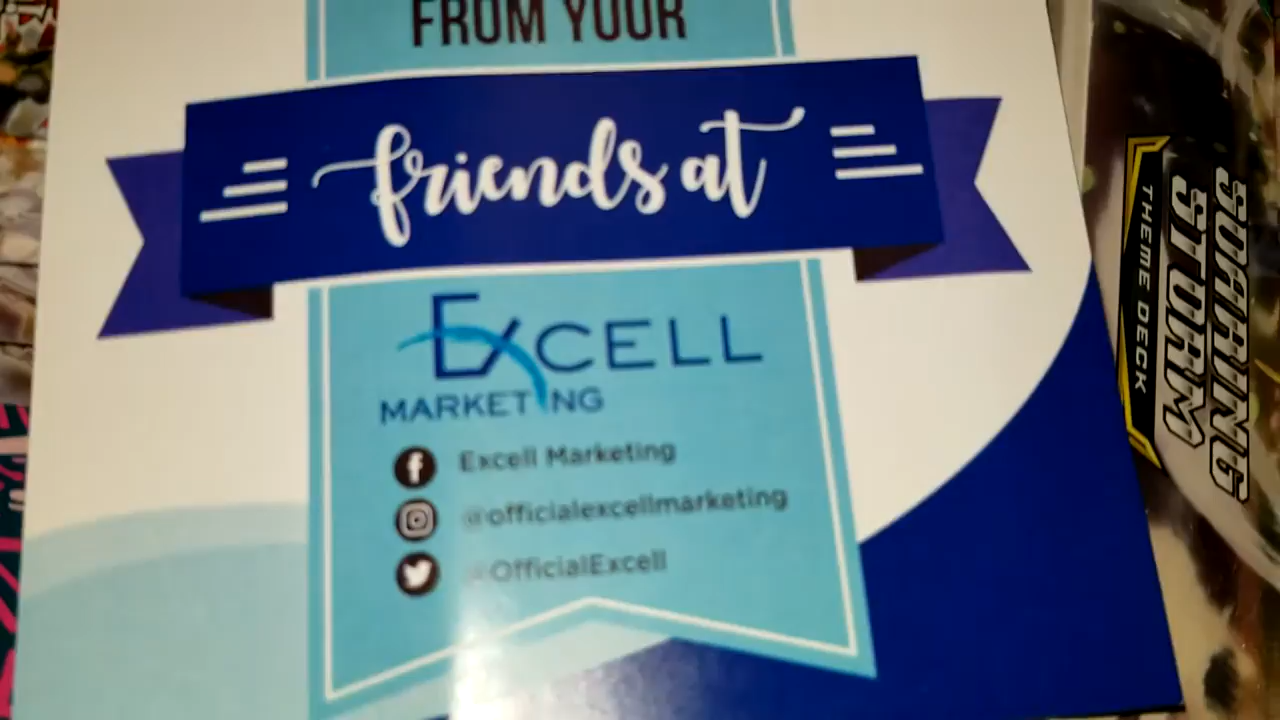 FROM YOUR
friends at
EXCELL
MARKETING
Excell Marketing
@officialexcellmarketing
@OfficialExcell
SOARING
STORM
THEME DECK